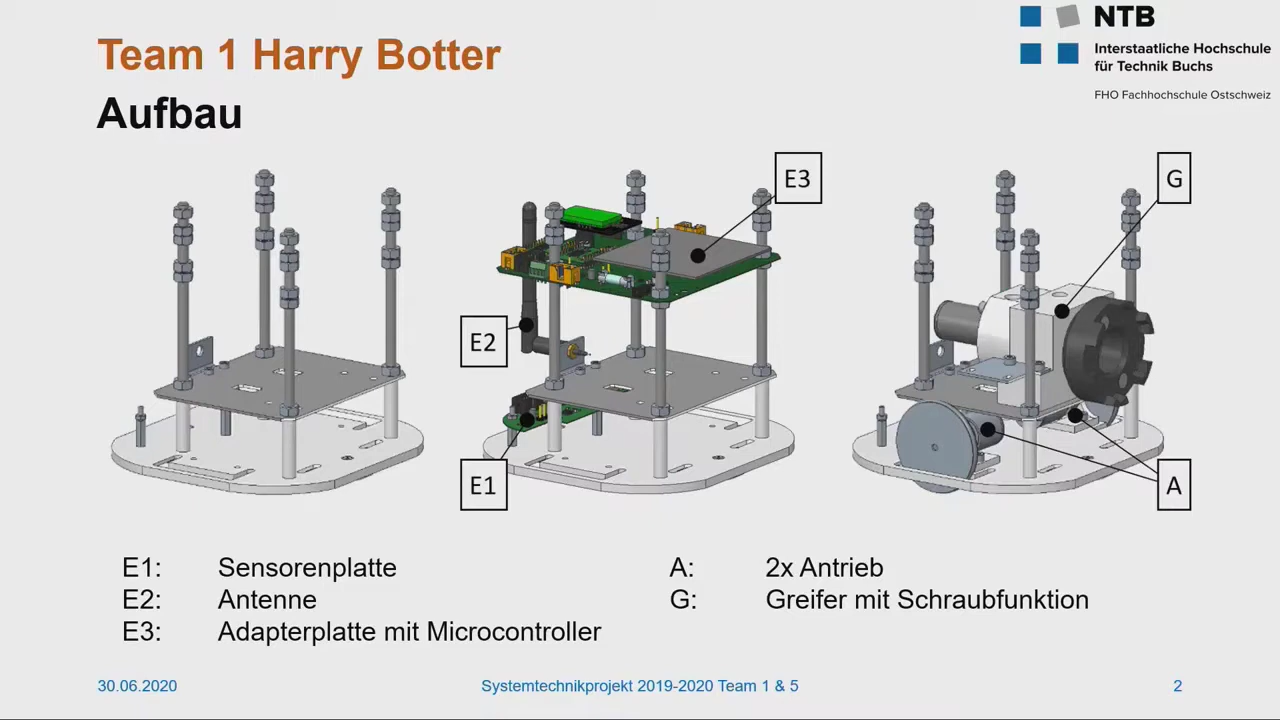 Team 1 Harry Botter
Aufbau
NTB
Interstaatliche Hochschule
für Technik Buchs
FHO Fachhochschule Ostschweiz
E3
E2
E1
G
A
E1: Sensorenplatte
E2: Antenne
E3: Adapterplatte mit Microcontroller
A: 2x Antrieb
G: Greifer mit Schraubfunktion
30.06.2020
Systemtechnikprojekt 2019-2020 Team 1 & 5
2